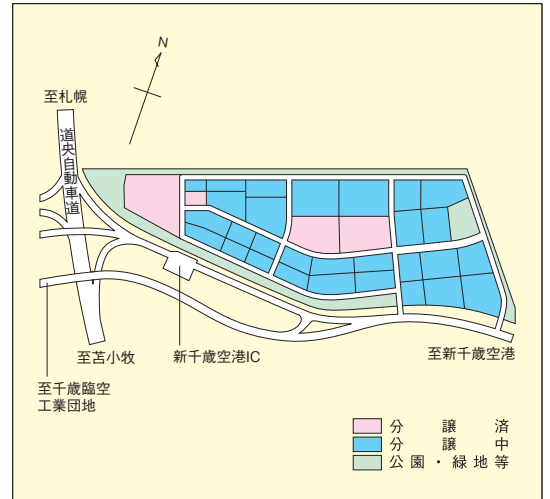 N
至札幌
道央自動車道
至苫小牧
新千歳空港IC
至新千歳空港
至千歳臨空
工業団地
分譲済
分譲中
公園・緑地等